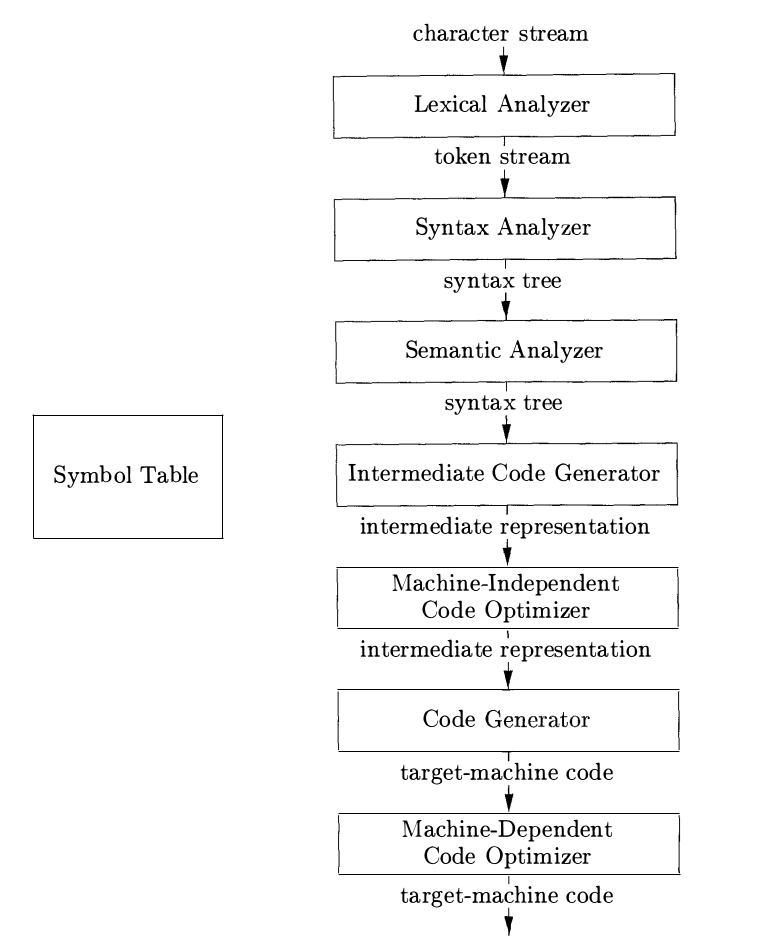 character stream
Lexical Analyzer
token stream
Syntax Analyzer
syntax tree
Semantic Analyzer
syntax tree
Symbol Table
Intermediate Code Generator
intermediate representation
Machine-Independent
Code Optimizer
intermediate representation
Code Generator
target-machine code
Machine-Dependent
Code Optimizer
target-machine code